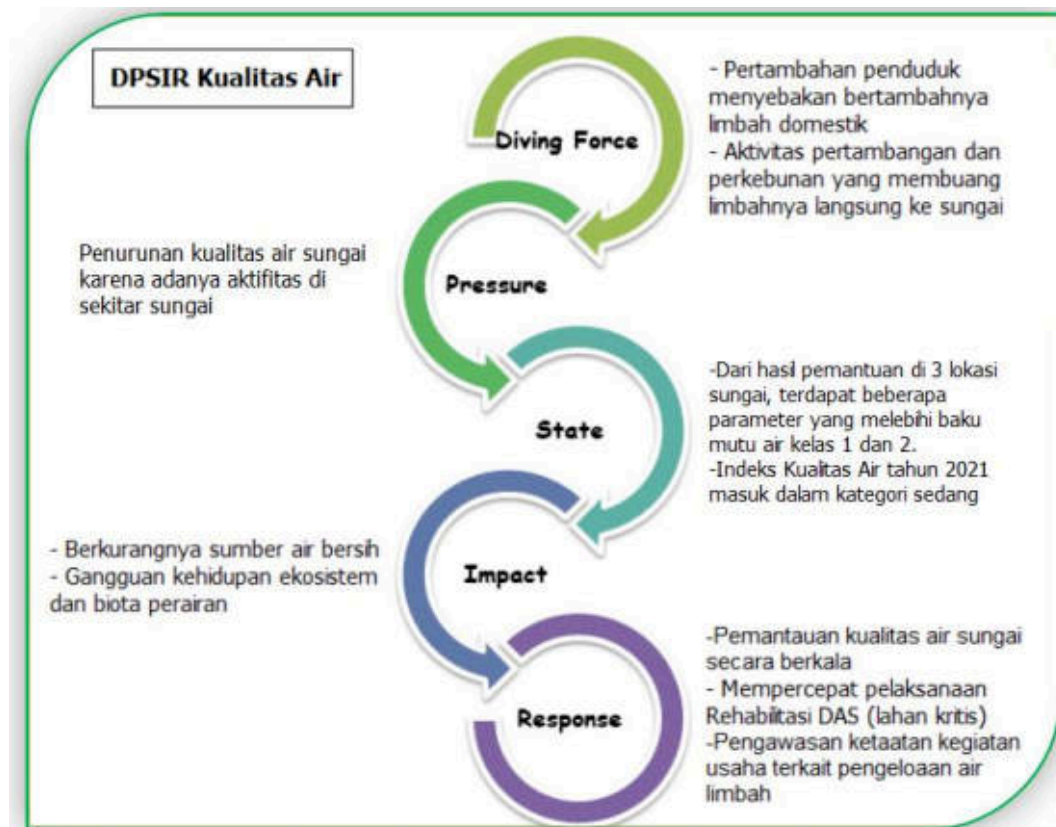 DPSIR Kualitas Air
Diving Force
- Pertambahan penduduk
menyebakan bertambahnya
limbah domestik
- Aktivitas pertambangan dan
perkebunan yang membuang
limbahnya langsung ke sungai
Penurunan kualitas air sungai
karena adanya aktifitas di
sekitar sungai
Pressure
State
-Dari hasil pemantuan di 3 lokasi
sungai, terdapat beberapa
parameter yang melebihi baku
mutu air kelas 1 dan 2.
-Indeks Kualitas Air tahun 2021
masuk dalam kategori sedang
- Berkurangnya sumber air bersih
- Gangguan kehidupan ekosistem
dan biota perairan
Impact
Response
-Pemantauan kualitas air sungai
secara berkala
- Mempercepat pelaksanaan
Rehabilitasi DAS (lahan kritis)
-Pengawasan ketaatan kegiatan
usaha terkait pengeloaan air
limbah